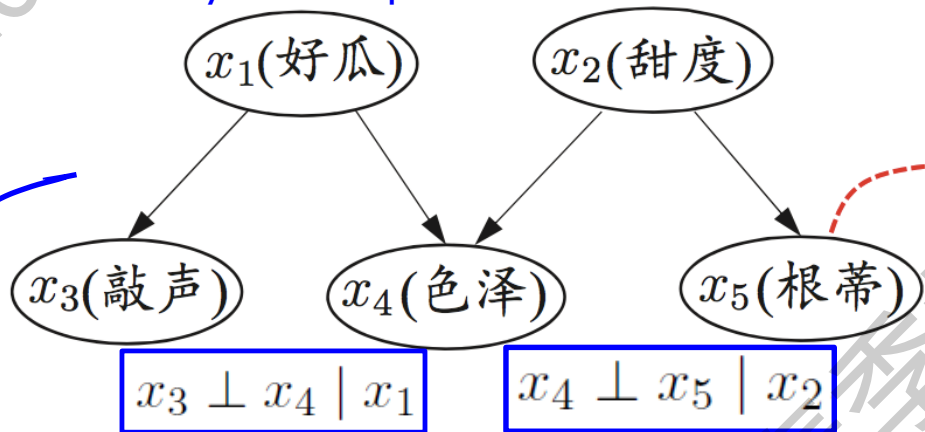 x₁(好瓜) x₂(甜度)
x₃(敲声) x₄(色泽) x₅(根蒂)
x₃ ⊥ x₄ | x₁ x₄ ⊥ x₅ | x₂